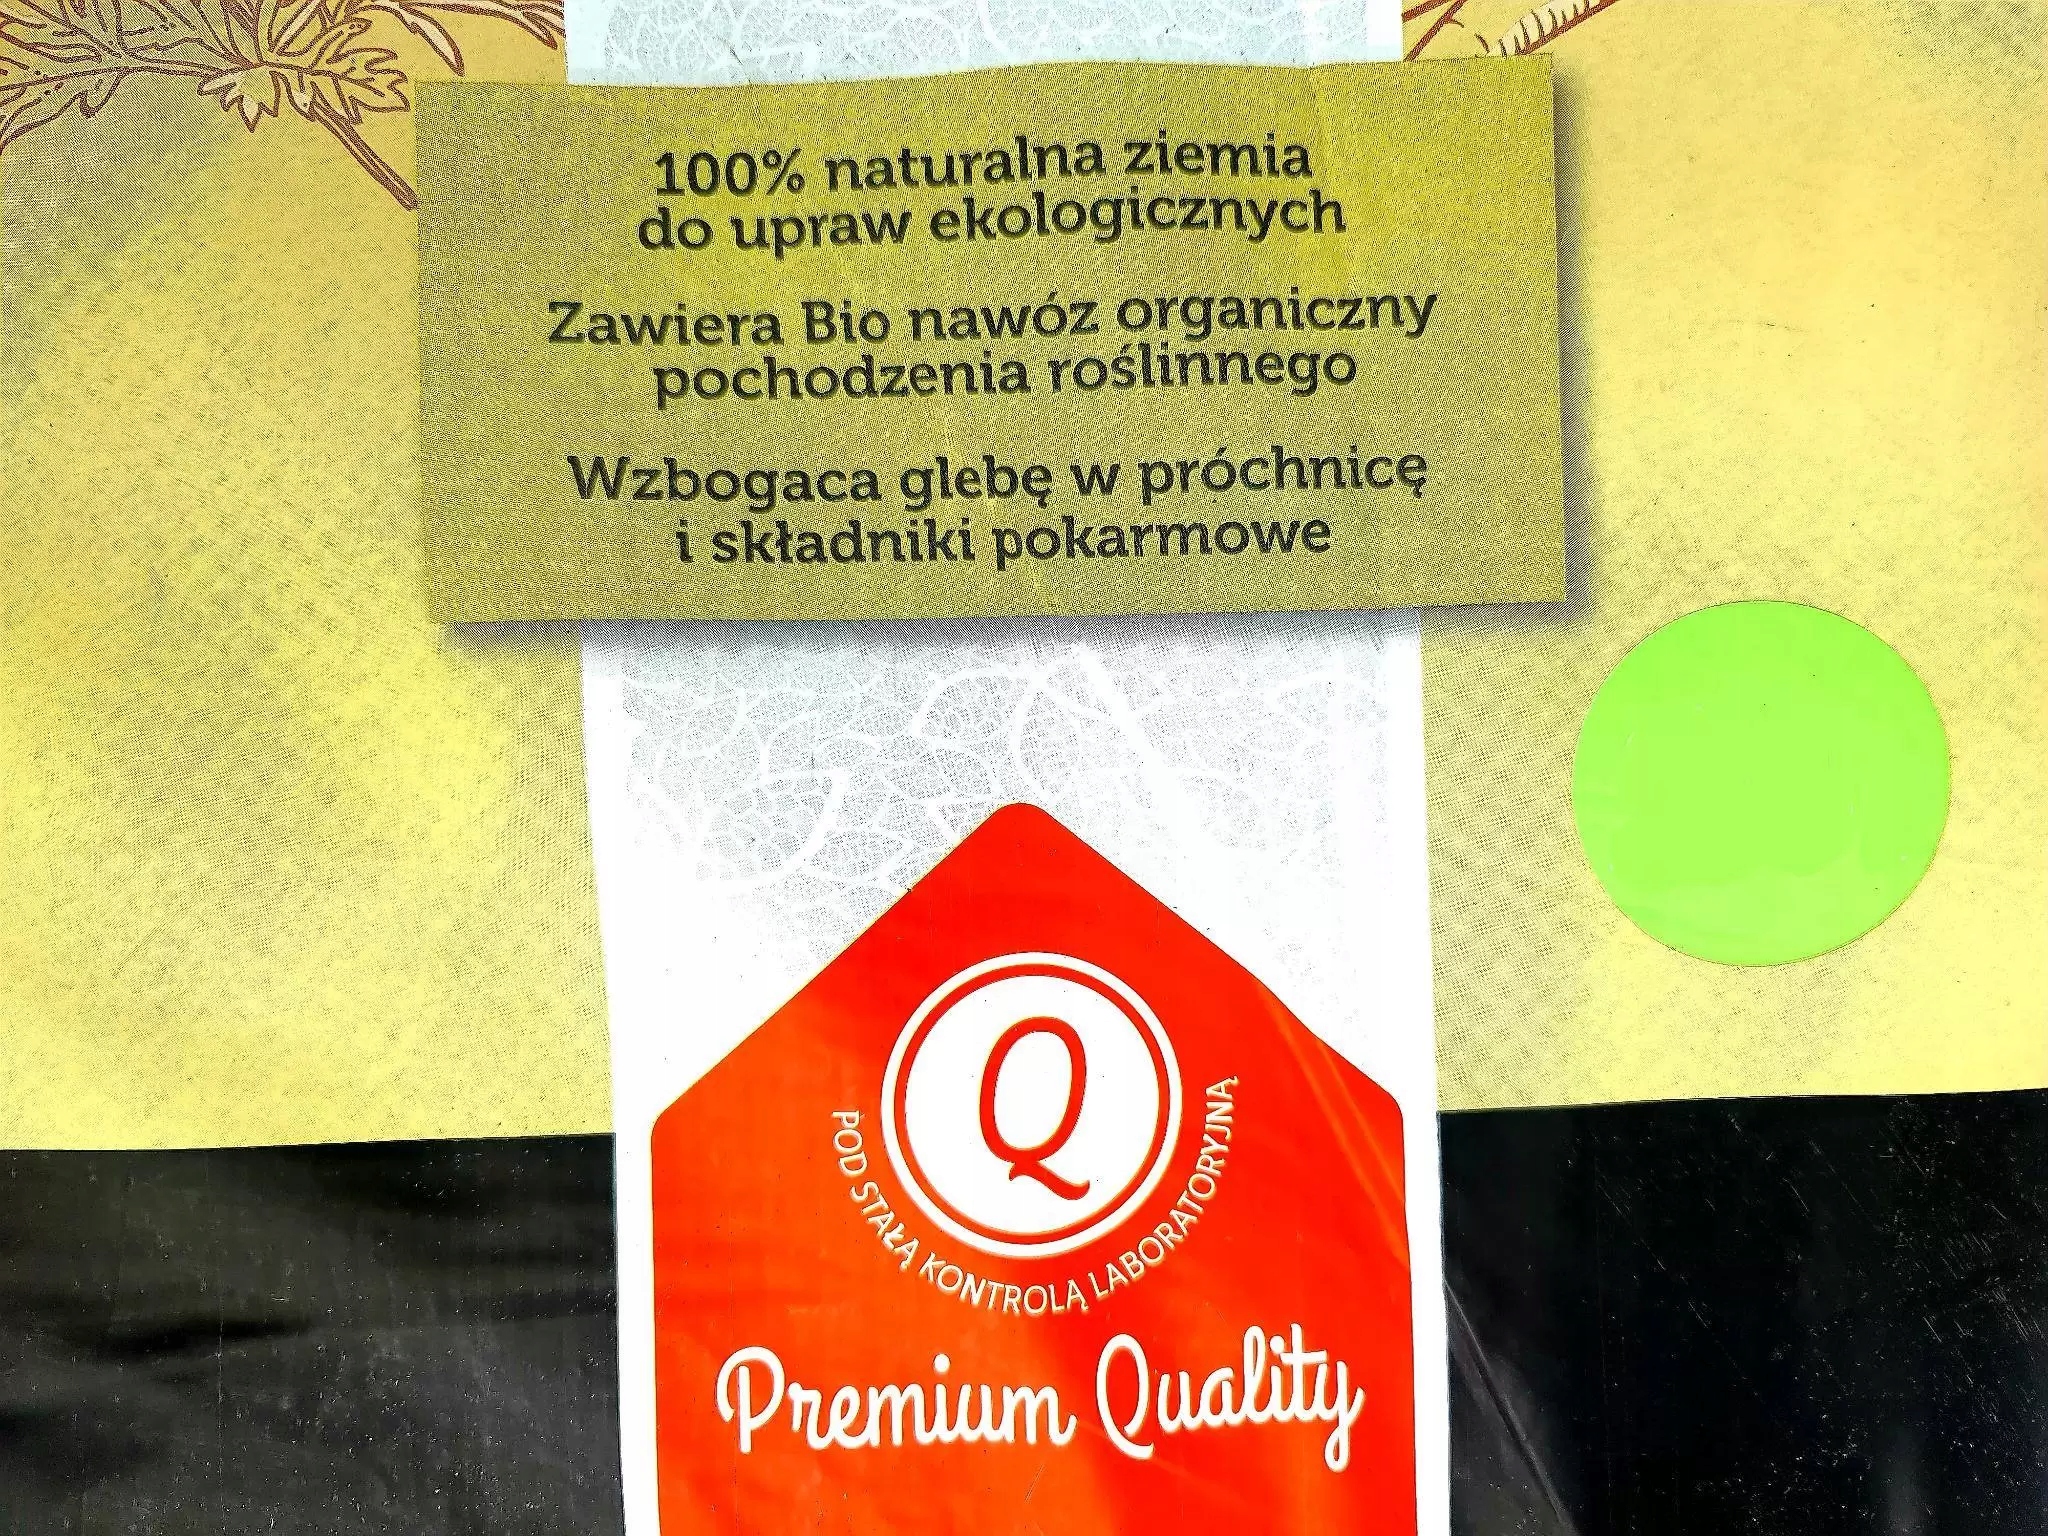 100% naturalna ziemia
do upraw ekologicznych
Zawiera Bio nawóz organiczny
pochodzenia roślinnego
Wzbogaca glebę w próchnicę
i składniki pokarmowe
Q
POD STAŁĄ KONTROLĄ LABORATORYJNĄ
Premium Quality